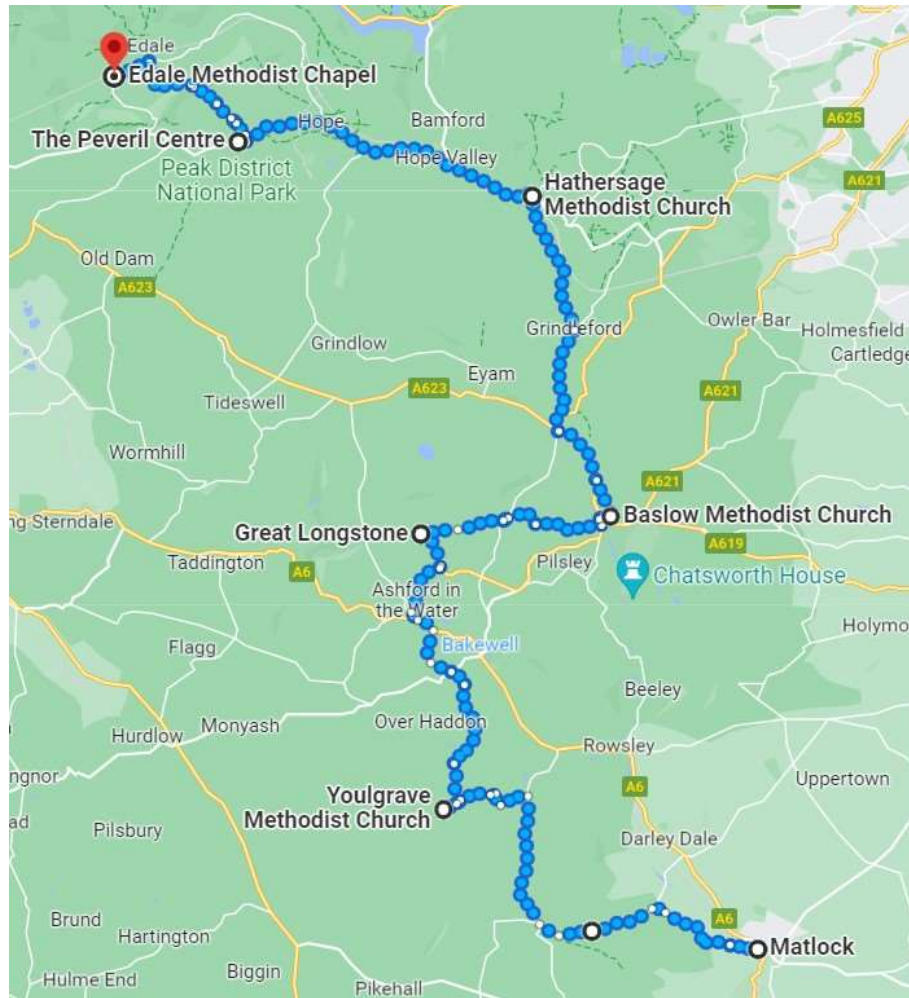 Edale
Edale Methodist Chapel
The Peveril Centre
Hope
Bamford
A625
Hope Valley
A621
Peak District
National Park
Hathersage
Methodist Church
Old Dam
A623
Grindleford
Owler Bar
Holmesfield
Grindlow
Cartledge
Eyam
A623
A621
Tideswell
Wormhill
A621
Baslow Methodist Church
ng Sterndale
Great Longstone
A619
Taddington
A6
Pilsley
Chatsworth House
Ashford in
the Water
Holymo
Flagg
Bakewell
Beeley
Monyash
Over Haddon
Hurdlow
Rowsley
gnor
Uppertown
A6
Youlgrave
Methodist Church
ad
Pilsbury
Darley Dale
Brund
A6
Hartington
Matlock
Biggin
Hulme End
Pikehall